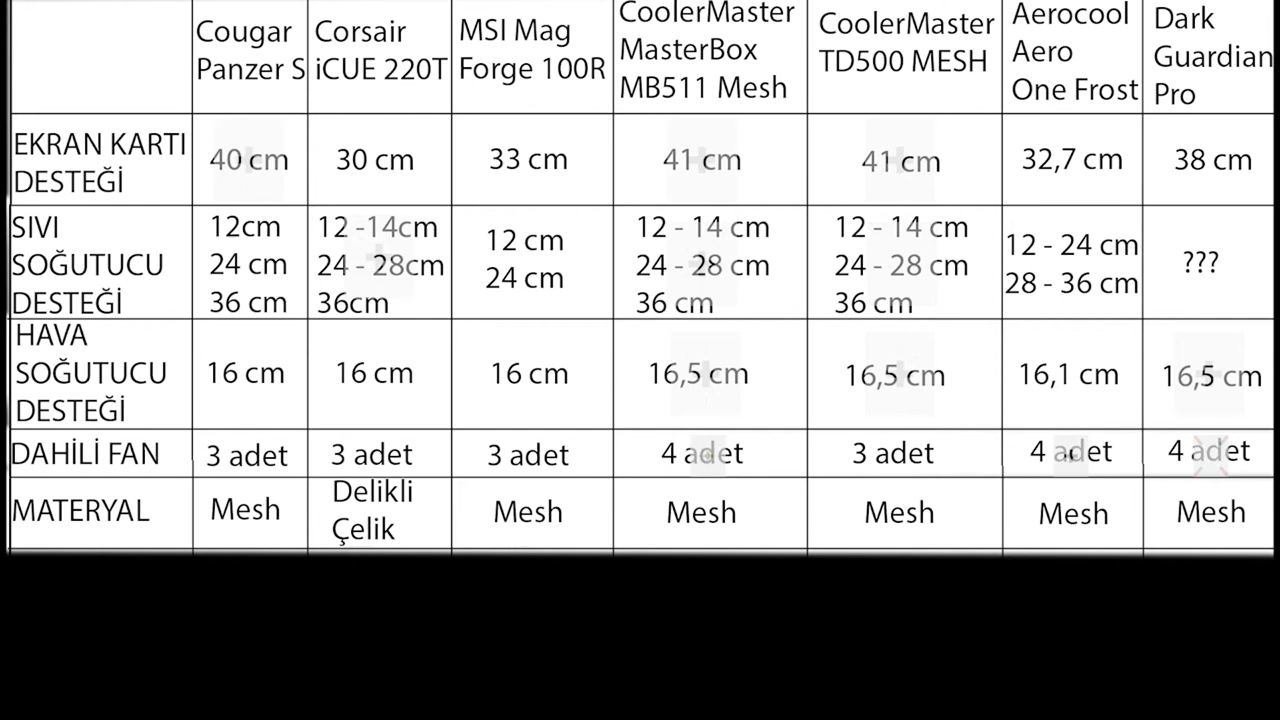 Cougar
Panzer S
Corsair
iCUE 220T
MSI Mag
Forge 100R
CoolerMaster
MasterBox
MB511 Mesh
CoolerMaster
TD500 MESH
Aerocool
Aero
One Frost
Dark
Guardian
Pro
EKRAN KARTI
DESTEĞİ
40 cm
30 cm
33 cm
41 cm
41 cm
32,7 cm
38 cm
SIVI
SOĞUTUCU
DESTEĞİ
12cm
24 cm
36 cm
12 -14cm
24 - 28cm
36cm
12 cm
24 cm
12 - 14 cm
24 - 28 cm
36 cm
12 - 14 cm
24 - 28 cm
36 cm
12 - 24 cm
28 - 36 cm
???
HAVA
SOĞUTUCU
DESTEĞİ
16 cm
16 cm
16 cm
16,5 cm
16,5 cm
16,1 cm
16,5 cm
DAHİLİ FAN
3 adet
3 adet
3 adet
4 adet
3 adet
4 adet
4 adet
MATERYAL
Mesh
Delikli
Çelik
Mesh
Mesh
Mesh
Mesh
Mesh